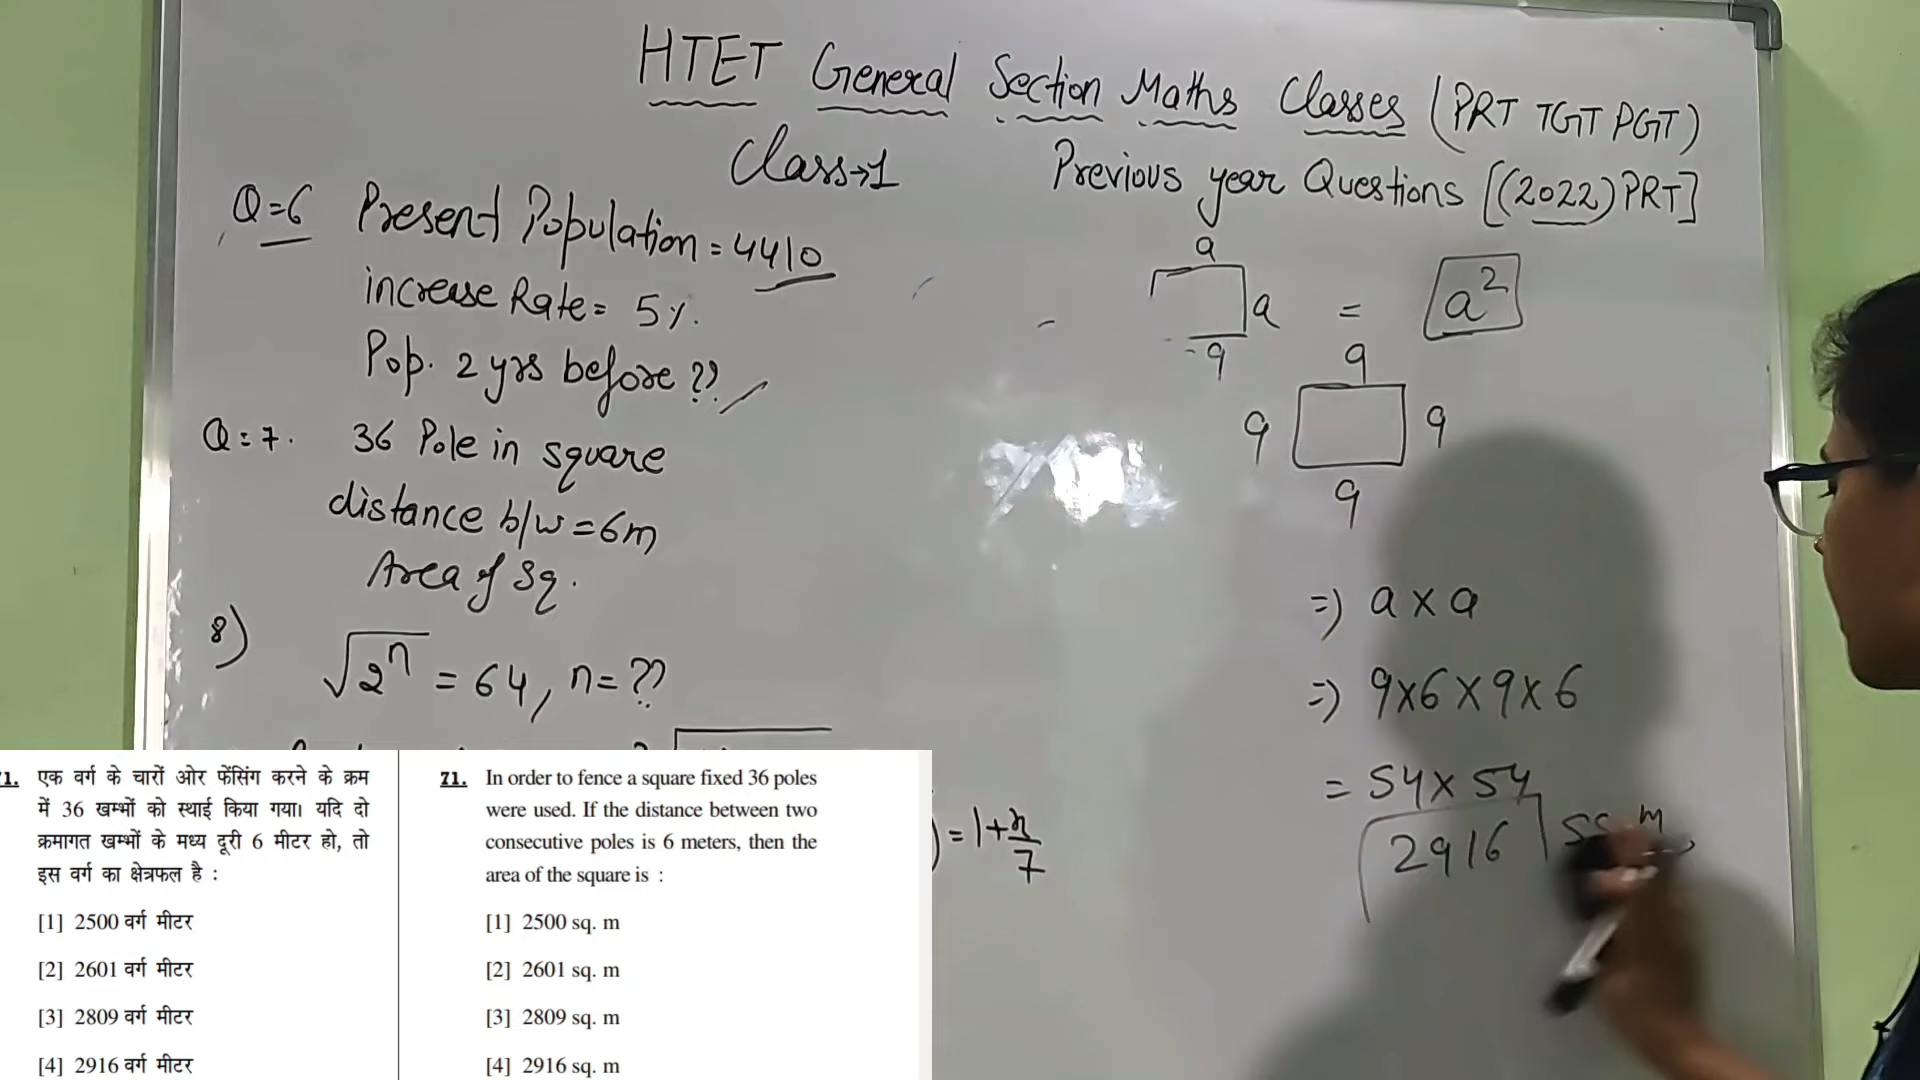 HTET General Section Maths Classes (PRT TGT PGT)
Class→1 Previous year Questions [(2022) PRT]
Q=6 Present Population = 4410
increase Rate = 5%.
Pop. 2 yrs before ??
Q=7. 36 Pole in square
distance b/w = 6m
Area of Sq.
8) √2ⁿ = 64, n= ??
a
a = a²
9
9
9 9
9
=) a x a
=) 9x6 x 9x6
= 54 x 54
2916
) = 1+x/7
71. एक वर्ग के चारों ओर फेंसिंग करने के क्रम
में 36 खम्भों को स्थाई किया गया। यदि दो
क्रमागत खम्भों के मध्य दूरी 6 मीटर हो, तो
इस वर्ग का क्षेत्रफल है :
[1] 2500 वर्ग मीटर
[2] 2601 वर्ग मीटर
[3] 2809 वर्ग मीटर
[4] 2916 वर्ग मीटर
71. In order to fence a square fixed 36 poles
were used. If the distance between two
consecutive poles is 6 meters, then the
area of the square is :
[1] 2500 sq. m
[2] 2601 sq. m
[3] 2809 sq. m
[4] 2916 sq. m